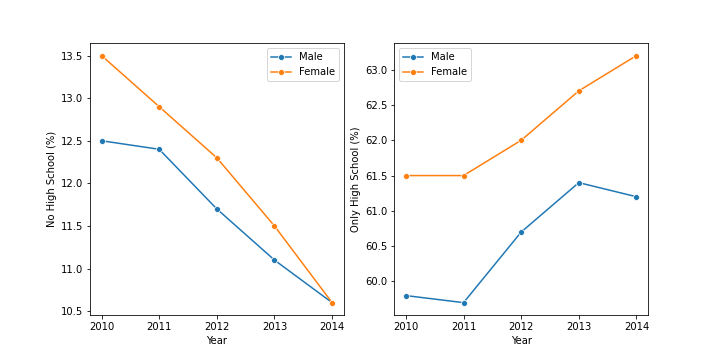 13.5
13.0
12.5
12.0
11.5
11.0
10.5
No High School (%)
2010 2011 2012 2013 2014
Year
Male
Female
63.0
62.5
62.0
61.5
61.0
60.5
60.0
Only High School (%)
2010 2011 2012 2013 2014
Year
Male
Female